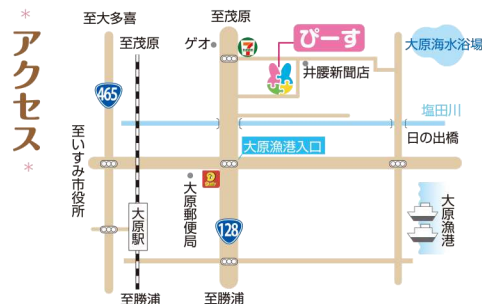 アクセス
至大多喜
至茂原
至茂原
ゲオ
7
ぴーす
井腰新聞店
大原海水浴場
465
塩田川
日の出橋
至いすみ市役所
大原漁港入口
大原駅
大原郵便局
128
大原漁港
至勝浦
至勝浦